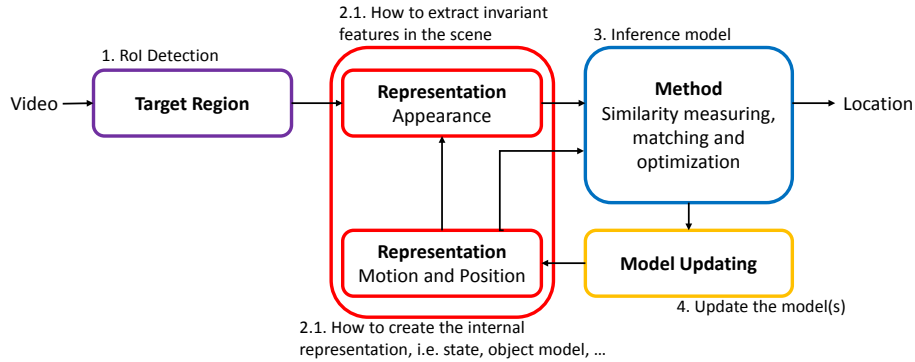 2.1. How to extract invariant
features in the scene
1. RoI Detection
3. Inference model
Video
Target Region
Representation
Appearance
Method
Similarity measuring,
matching and
optimization
Location
Representation
Motion and Position
Model Updating
4. Update the model(s)
2.1. How to create the internal
representation, i.e. state, object model, ...